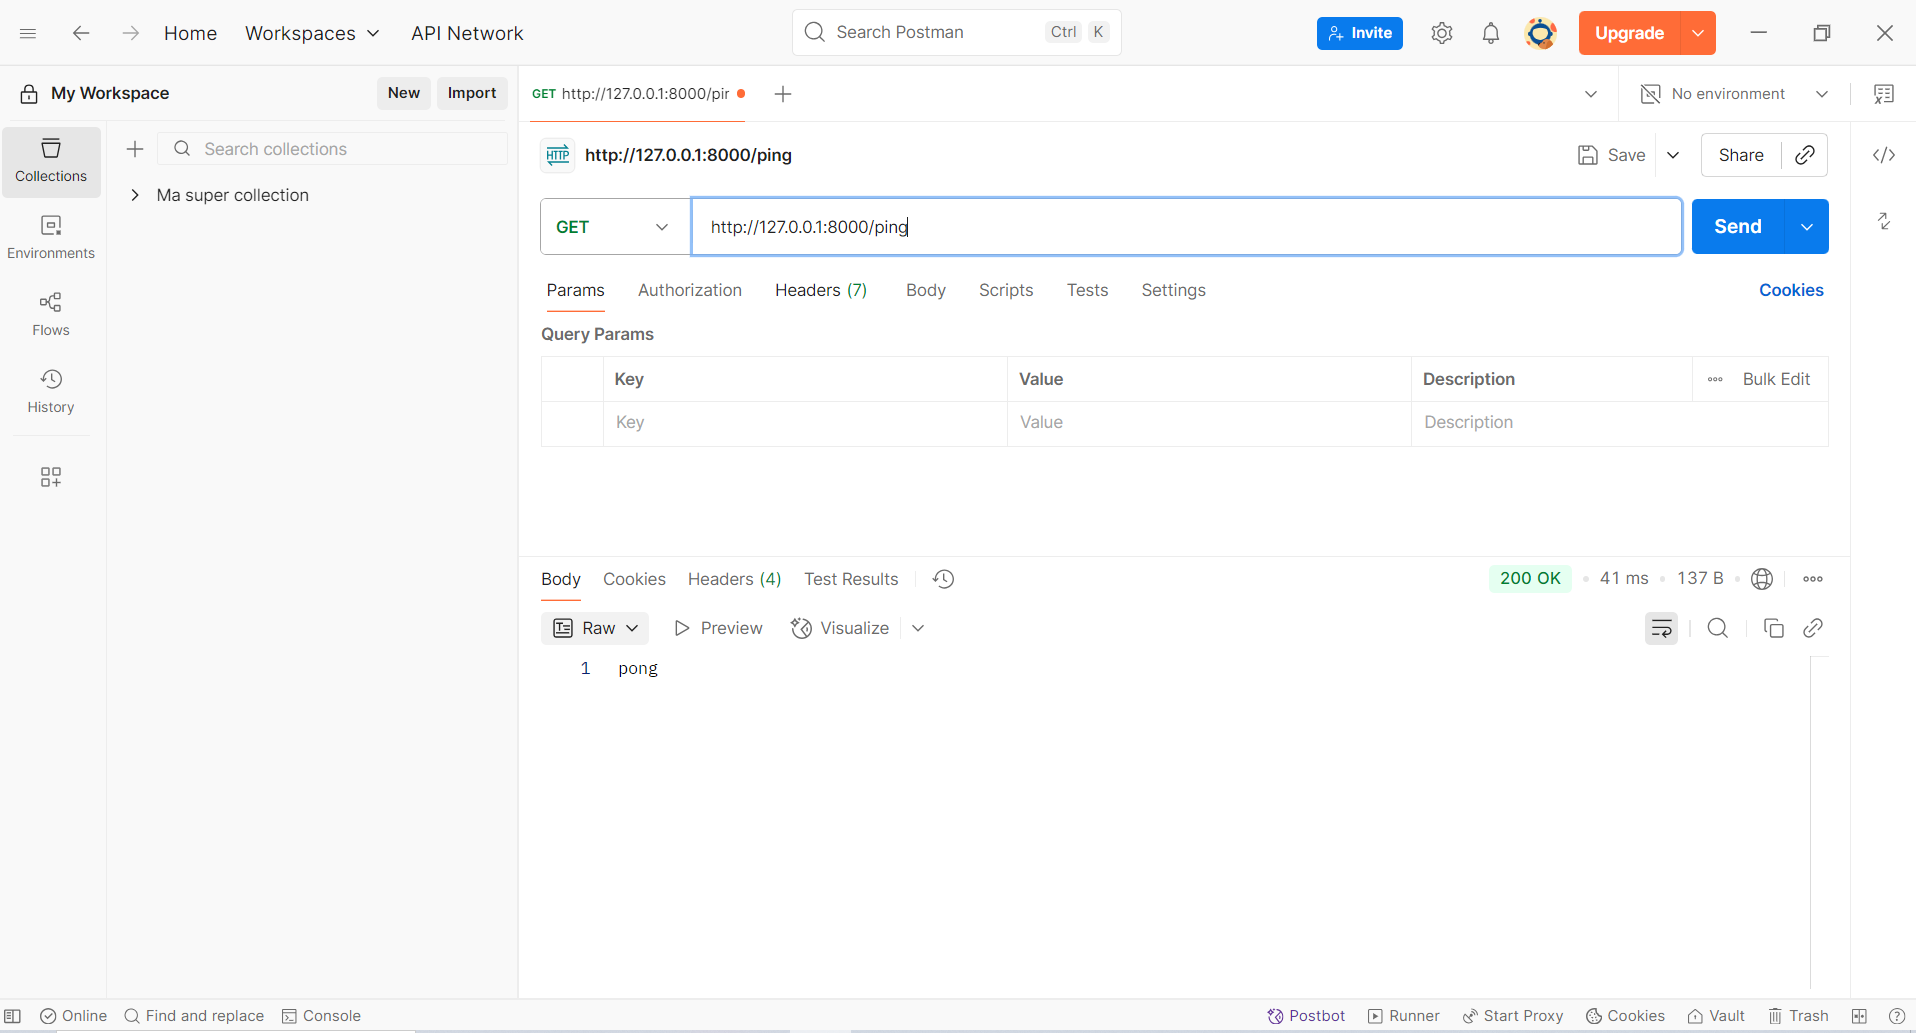 Home Workspaces API Network Search Postman Ctrl K Invite Upgrade
My Workspace New Import GET http://127.0.0.1:8000/pir No environment
Collections
Search collections
Ma super collection
Environments
Flows
History
HTTP http://127.0.0.1:8000/ping Save Share
GET http://127.0.0.1:8000/ping Send
Params Authorization Headers (7) Body Scripts Tests Settings Cookies
Query Params
Key Value Description Bulk Edit
Key Value Description
Body Cookies Headers (4) Test Results 200 OK 41 ms 137 B
Raw Preview Visualize
1 pong
Online Find and replace Console Postbot Runner Start Proxy Cookies Vault Trash